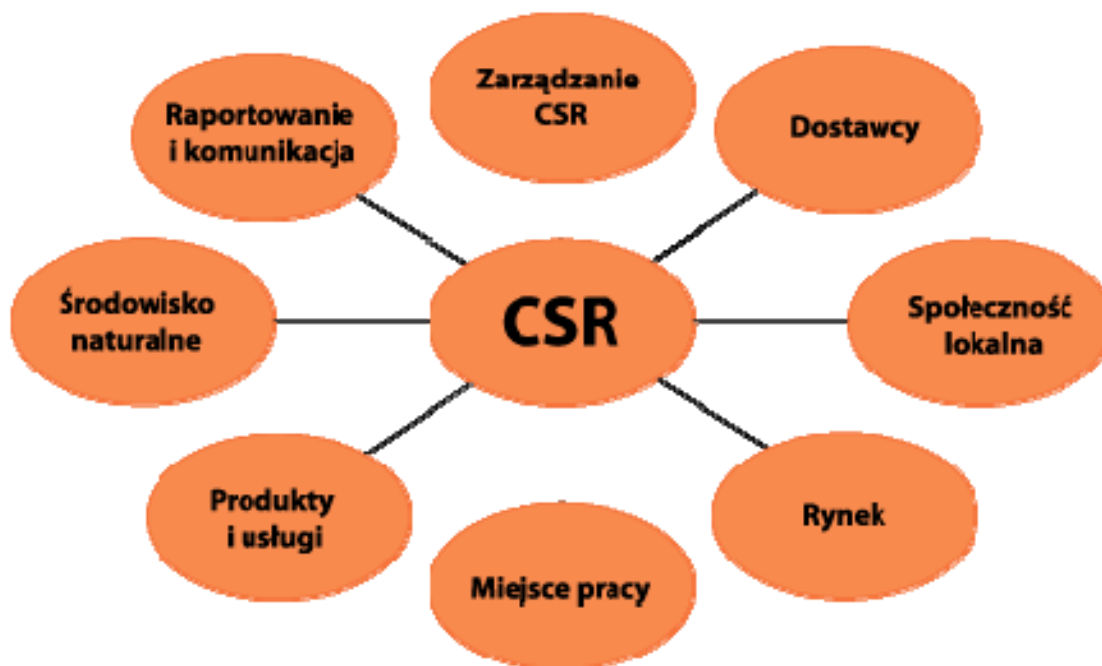 Zarządzanie
CSR
Raportowanie
i komunikacja
Dostawcy
Środowisko
naturalne
CSR
Społeczność
lokalna
Produkty
i usługi
Rynek
Miejsce pracy